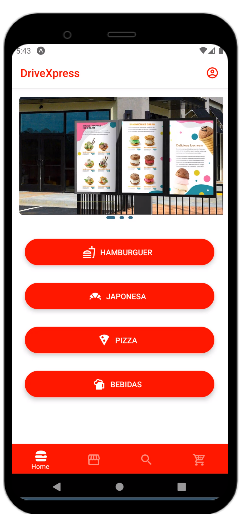 5:43
DriveXpress
HAMBURGUER
JAPONESA
PIZZA
BEBIDAS
Home